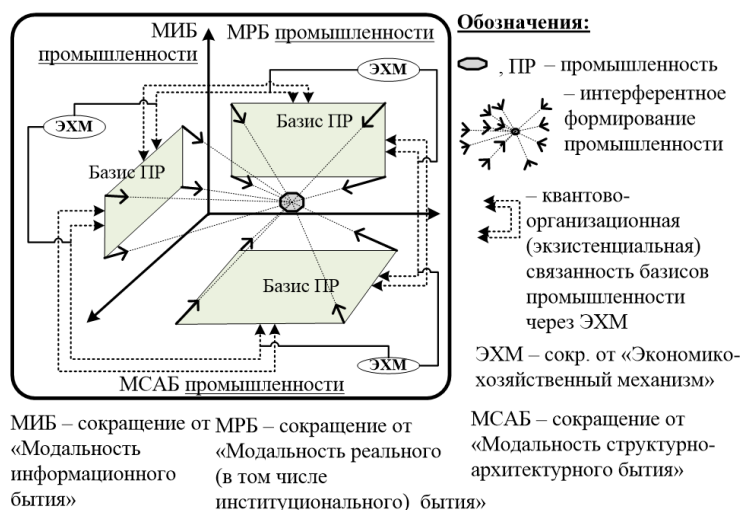 МИБ
промышленности
МРБ промышленности
ЭХМ
ЭХМ
Базис ПР
Базис ПР
Базис ПР
ЭХМ
МСАБ промышленности
Обозначения:
, ПР – промышленность
– интерферентное
формирование
промышленности
– квантово-
организационная
(экзистенциальная)
связанность базисов
промышленности
через ЭХМ
ЭХМ – сокр. от «Экономико-
хозяйственный механизм»
МИБ – сокращение от
«Модальность
информационного
бытия»
МРБ – сокращение от
«Модальность реального
(в том числе
институционального) бытия»
МСАБ – сокращение от
«Модальность структурно-
архитектурного бытия»